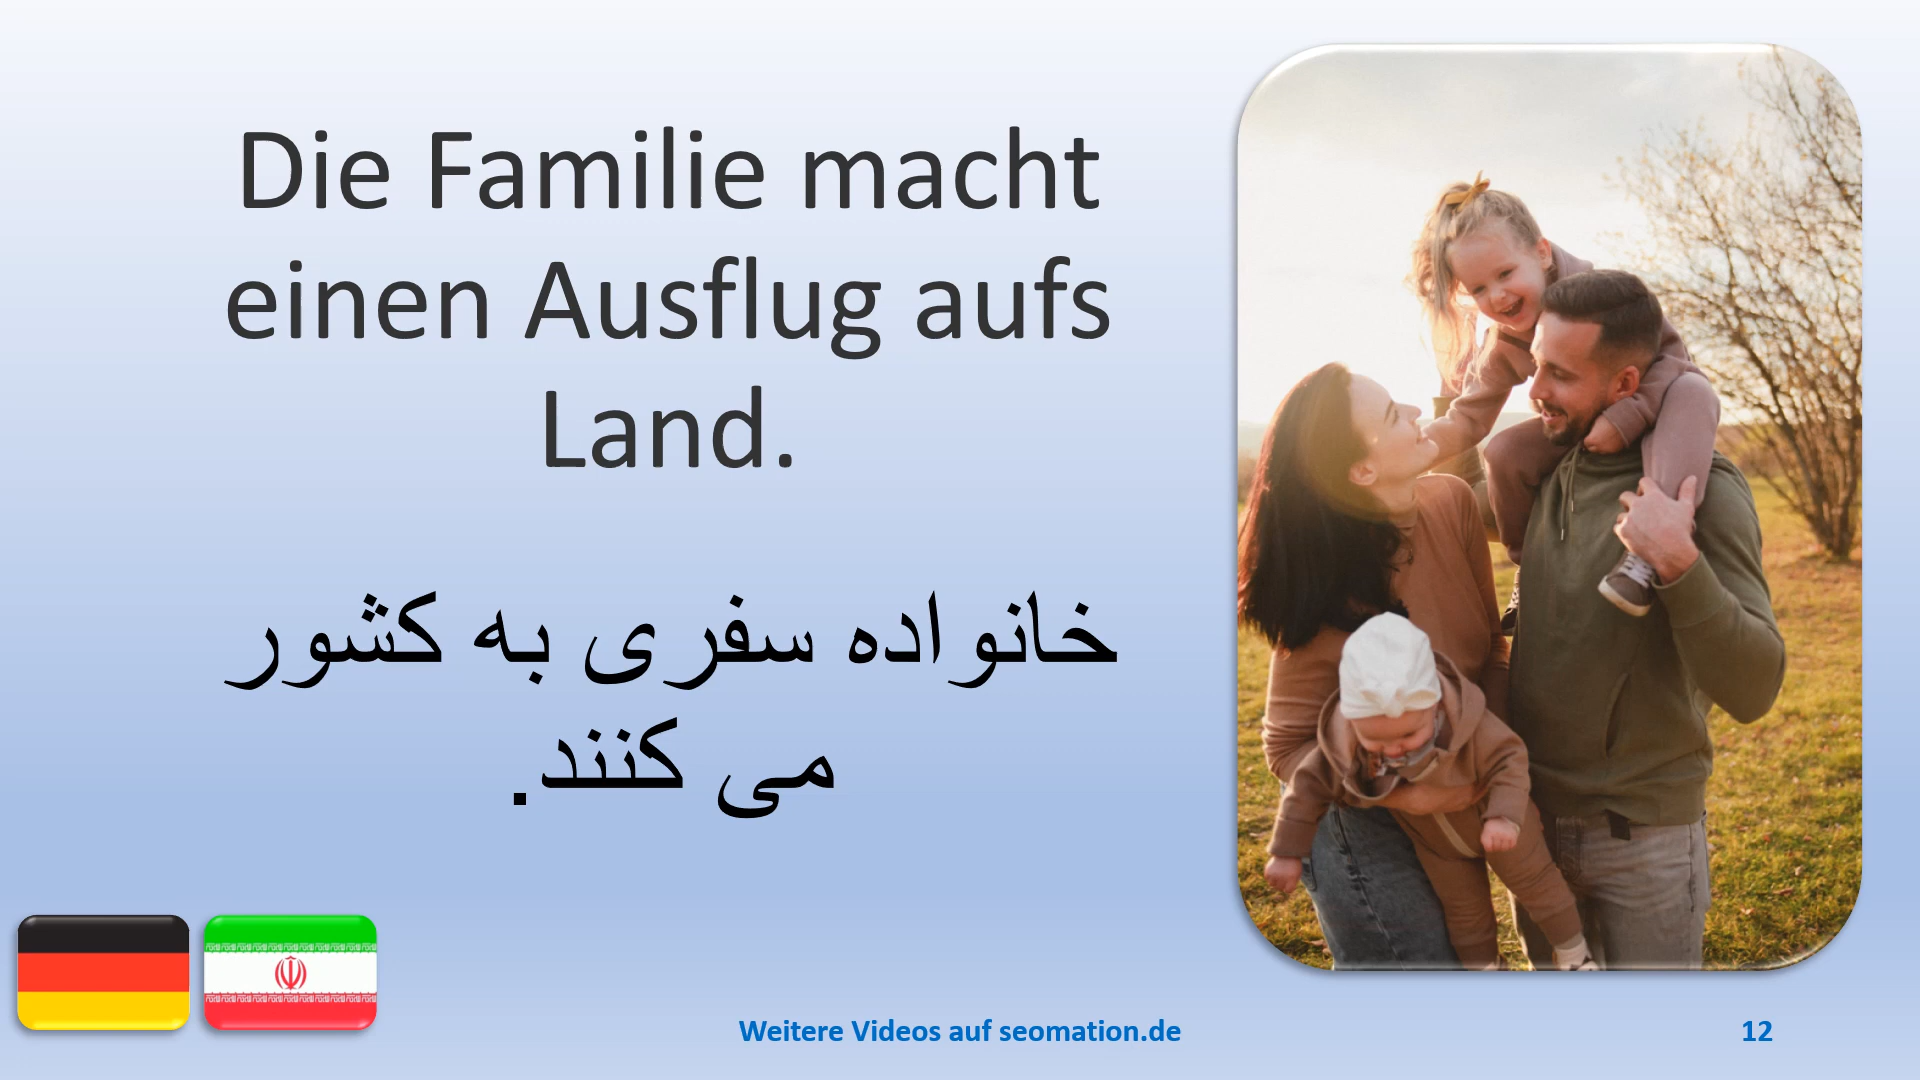 Die Familie macht
einen Ausflug aufs
Land.
خانواده سفری به کشور
می کنند.
Weitere Videos auf seomation.de
12